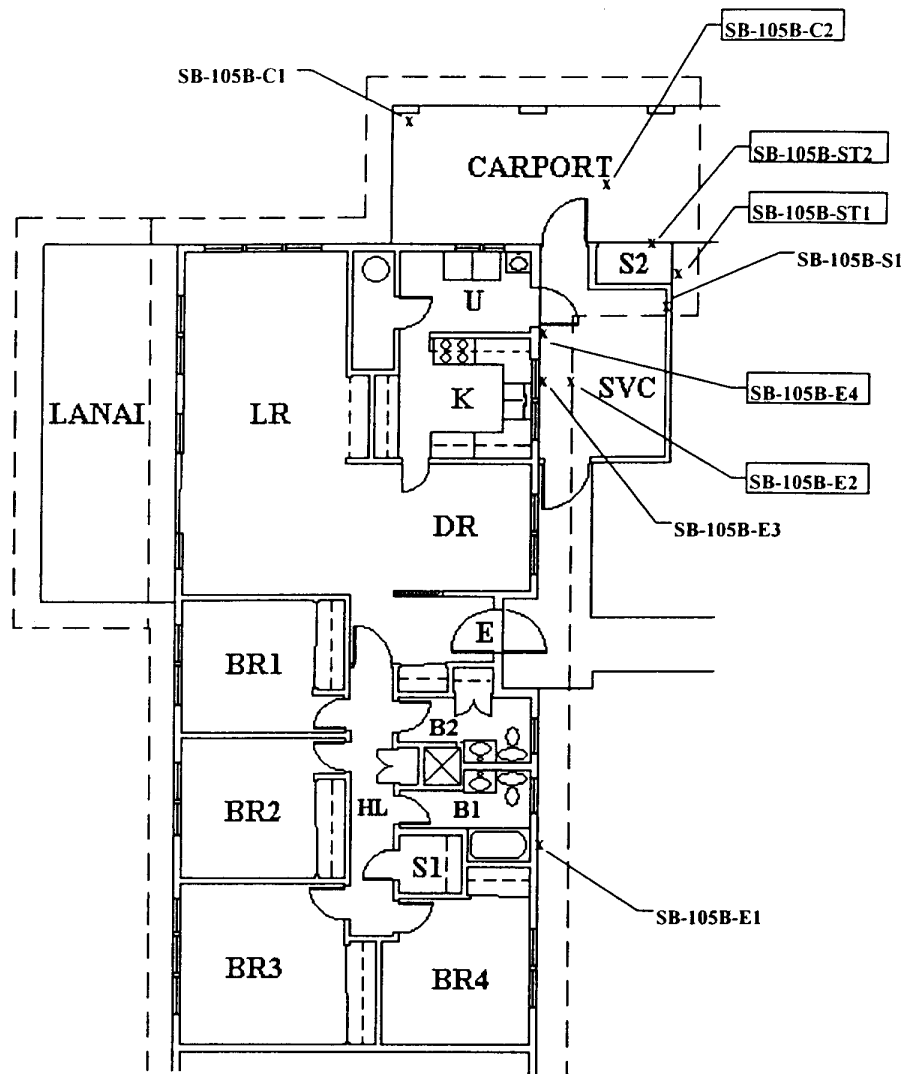 SB-105B-C2
SB-105B-C1
CARPORT
SB-105B-ST2
SB-105B-ST1
S2
SB-105B-S1
U
SB-105B-E4
SVC
K
LANAI
LR
SB-105B-E2
DR
SB-105B-E3
E
BR1
B2
HL
B1
BR2
S1
SB-105B-E1
BR3
BR4